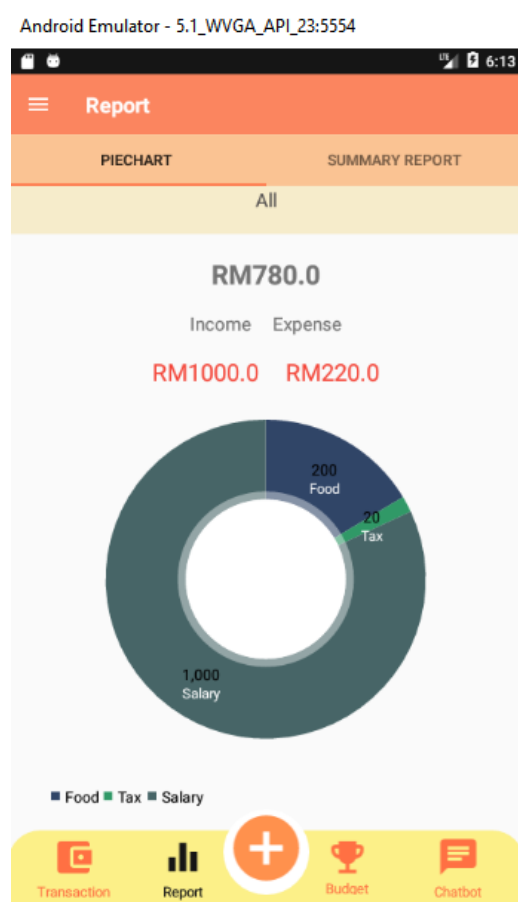 Android Emulator - 5.1_WVGA_API_23:5554
LTE 6:13
Report
PIECHART SUMMARY REPORT
All
RM780.0
Income Expense
RM1000.0 RM220.0
200
Food
20
Tax
1,000
Salary
Food Tax Salary
Transaction Report Budget Chatbot